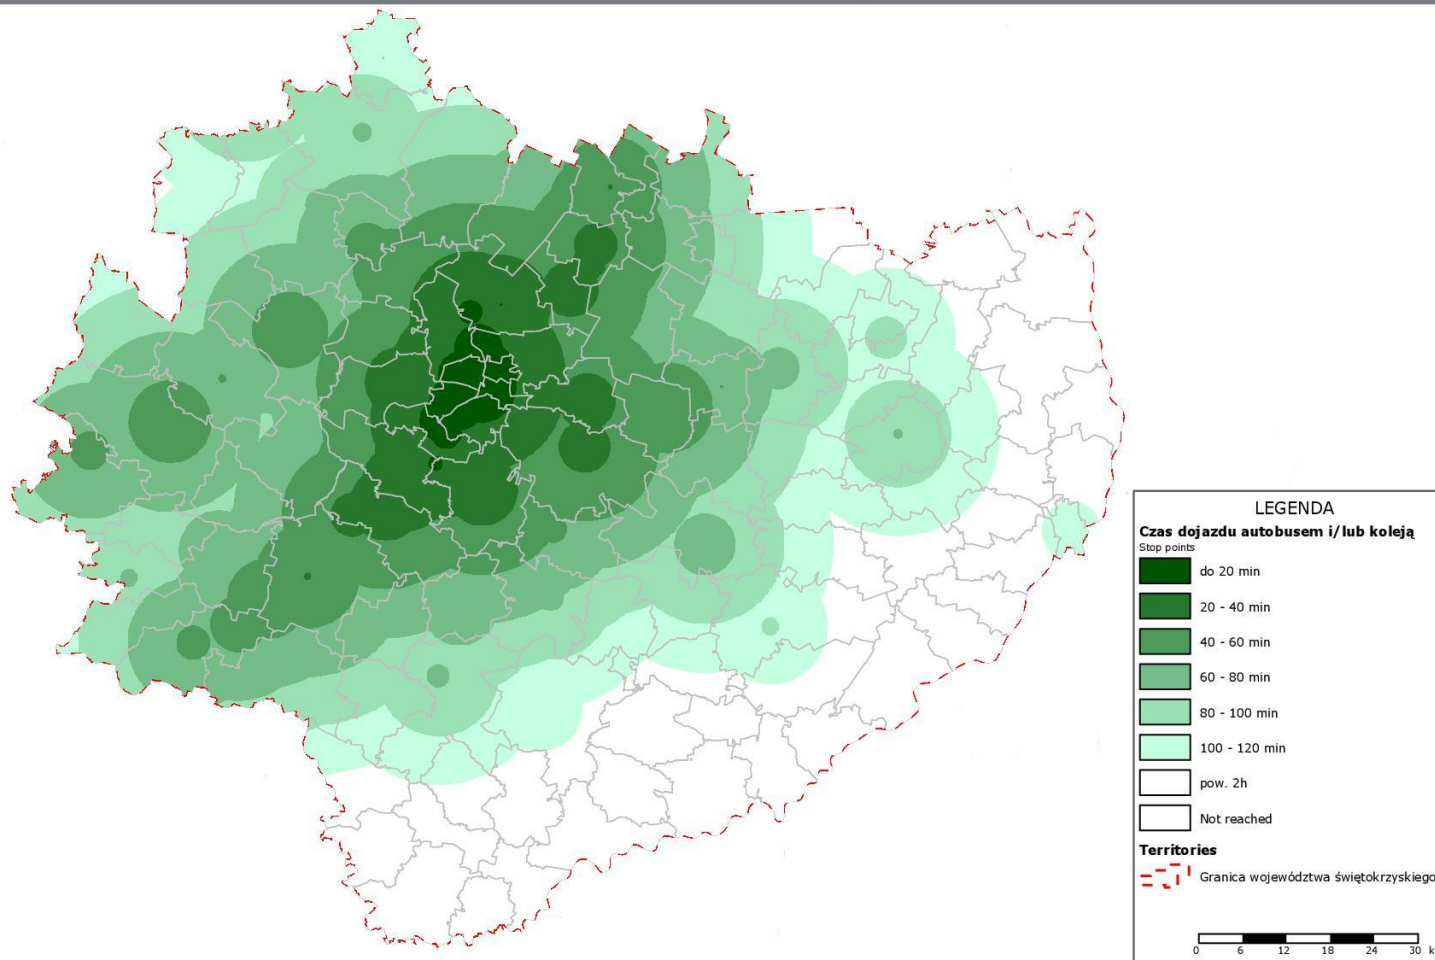 LEGENDA
Czas dojazdu autobusem i/lub koleją
Stop points
do 20 min
20 - 40 min
40 - 60 min
60 - 80 min
80 - 100 min
100 - 120 min
pow. 2h
Not reached
Territories
Granica województwa świętokrzyskiego
0 6 12 18 24 30 k